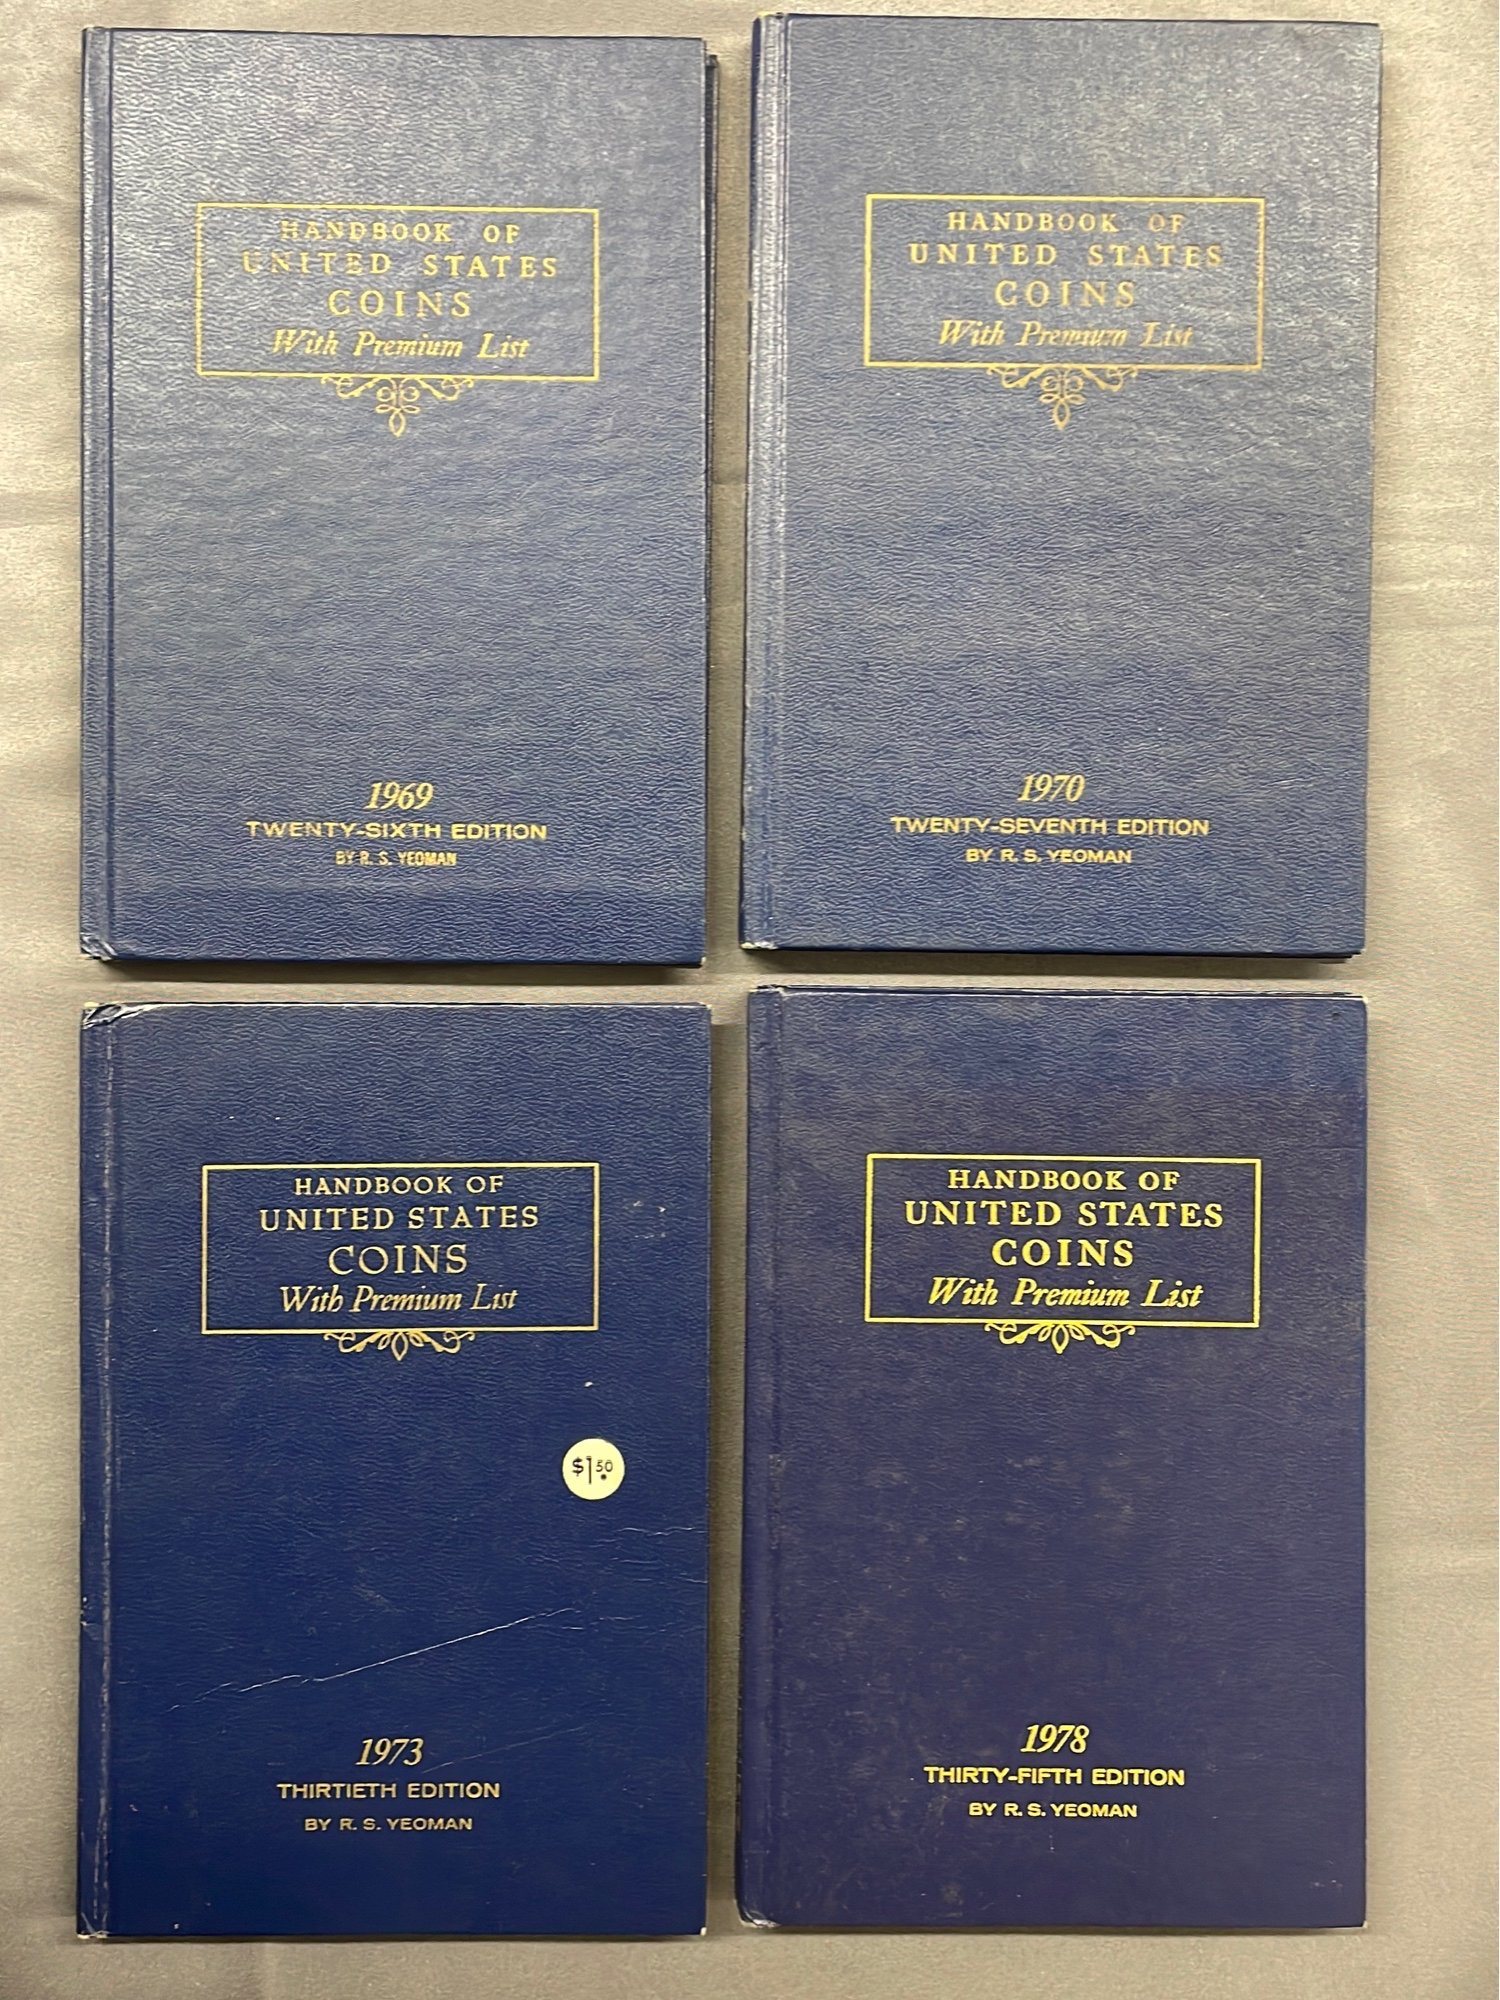 HANDBOOK OF
UNITED STATES
COINS
With Premium List
1969
TWENTY-SIXTH EDITION
BY R. S. YEOMAN
HANDBOOK OF
UNITED STATES
COINS
With Premium List
1970
TWENTY-SEVENTH EDITION
BY R. S. YEOMAN
HANDBOOK OF
UNITED STATES
COINS
With Premium List
$1.50
1973
THIRTIETH EDITION
BY R. S. YEOMAN
HANDBOOK OF
UNITED STATES
COINS
With Premium List
1978
THIRTY-FIFTH EDITION
BY R. S. YEOMAN